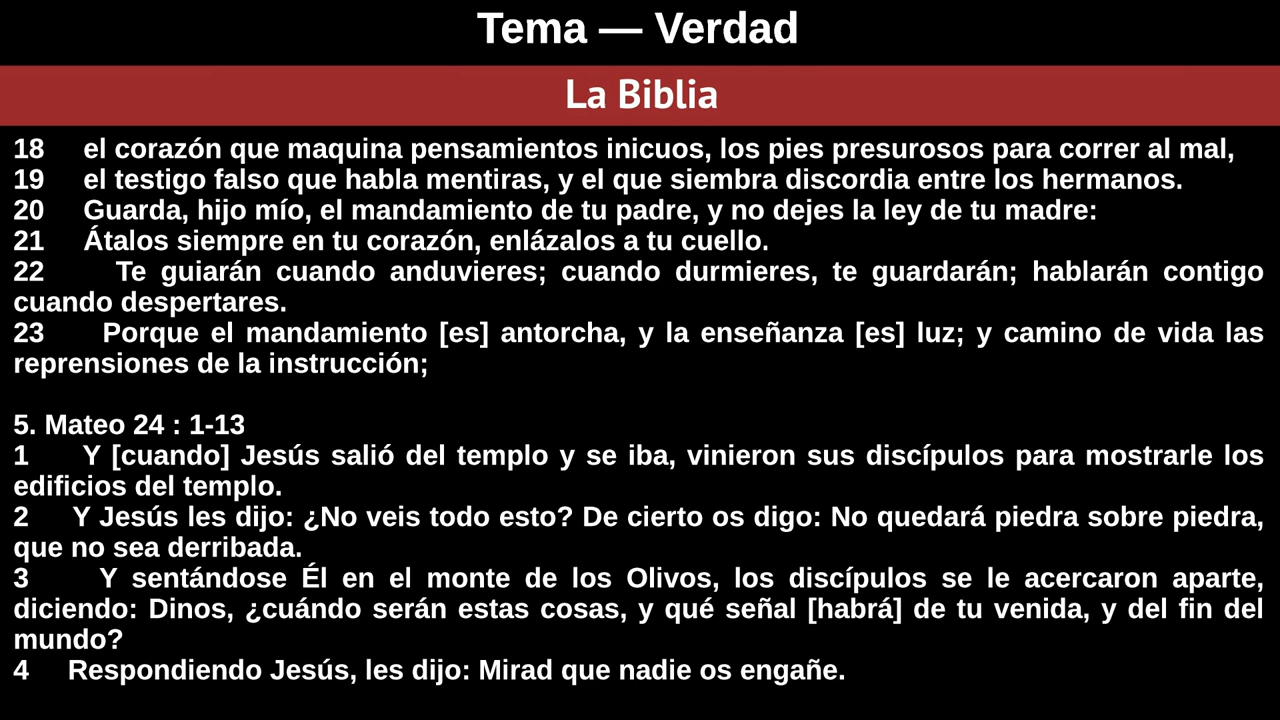 Tema — Verdad
La Biblia
18 el corazón que maquina pensamientos inicuos, los pies presurosos para correr al mal,
19 el testigo falso que habla mentiras, y el que siembra discordia entre los hermanos.
20 Guarda, hijo mío, el mandamiento de tu padre, y no dejes la ley de tu madre:
21 Átalos siempre en tu corazón, enlázalos a tu cuello.
22 Te guiarán cuando anduvieres; cuando durmieres, te guardarán; hablarán contigo
cuando despertares.
23 Porque el mandamiento [es] antorcha, y la enseñanza [es] luz; y camino de vida las
reprensiones de la instrucción;
5. Mateo 24 : 1-13
1 Y [cuando] Jesús salió del templo y se iba, vinieron sus discípulos para mostrarle los
edificios del templo.
2 Y Jesús les dijo: ¿No veis todo esto? De cierto os digo: No quedará piedra sobre piedra,
que no sea derribada.
3 Y sentándose Él en el monte de los Olivos, los discípulos se le acercaron aparte,
diciendo: Dinos, ¿cuándo serán estas cosas, y qué señal [habrá] de tu venida, y del fin del
mundo?
4 Respondiendo Jesús, les dijo: Mirad que nadie os engañe.